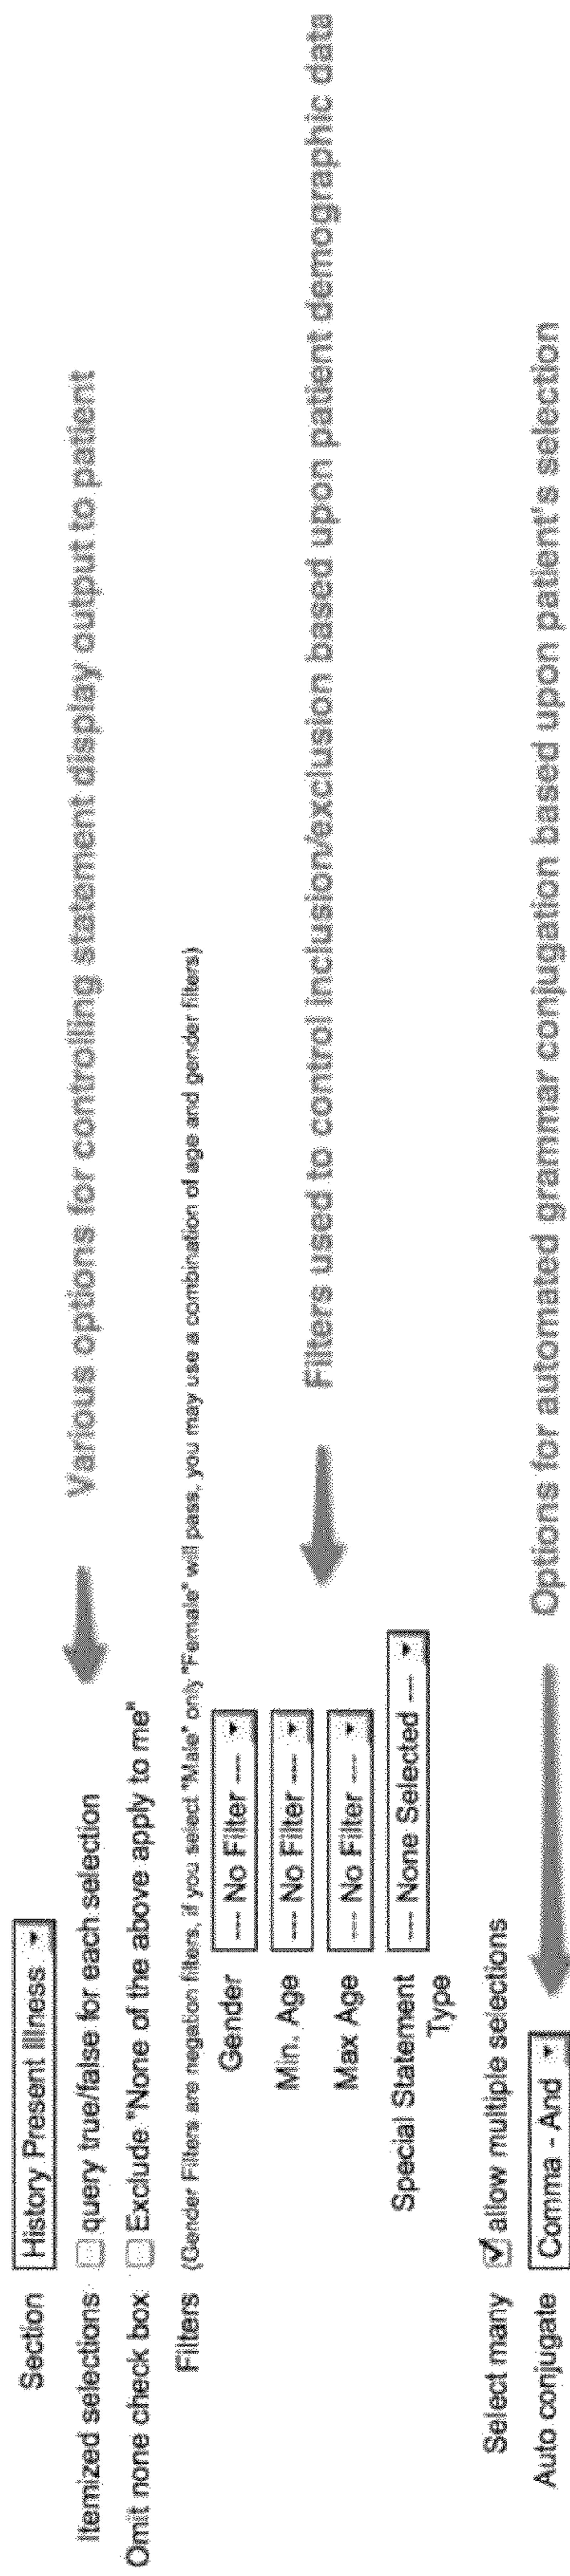 Section History Present Illness
Itemized selections query true/false for each selection Various options for controlling statement display output to patient
Omit none check box Exclude "None of the above apply to me"
Filters (Gender Filters are negation filters, if you select "Male" only "Female" will pass, you may use a combination of age and gender filters)
Gender --- No Filter ---
Min. Age --- No Filter ---
Filters used to control inclusion/exclusion based upon patient demographic data
Max Age --- No Filter ---
Special Statement --- None Selected ---
Type
Select many allow multiple selections
Auto conjugate Comma - And Options for automated grammar conjugation based upon patient's selection